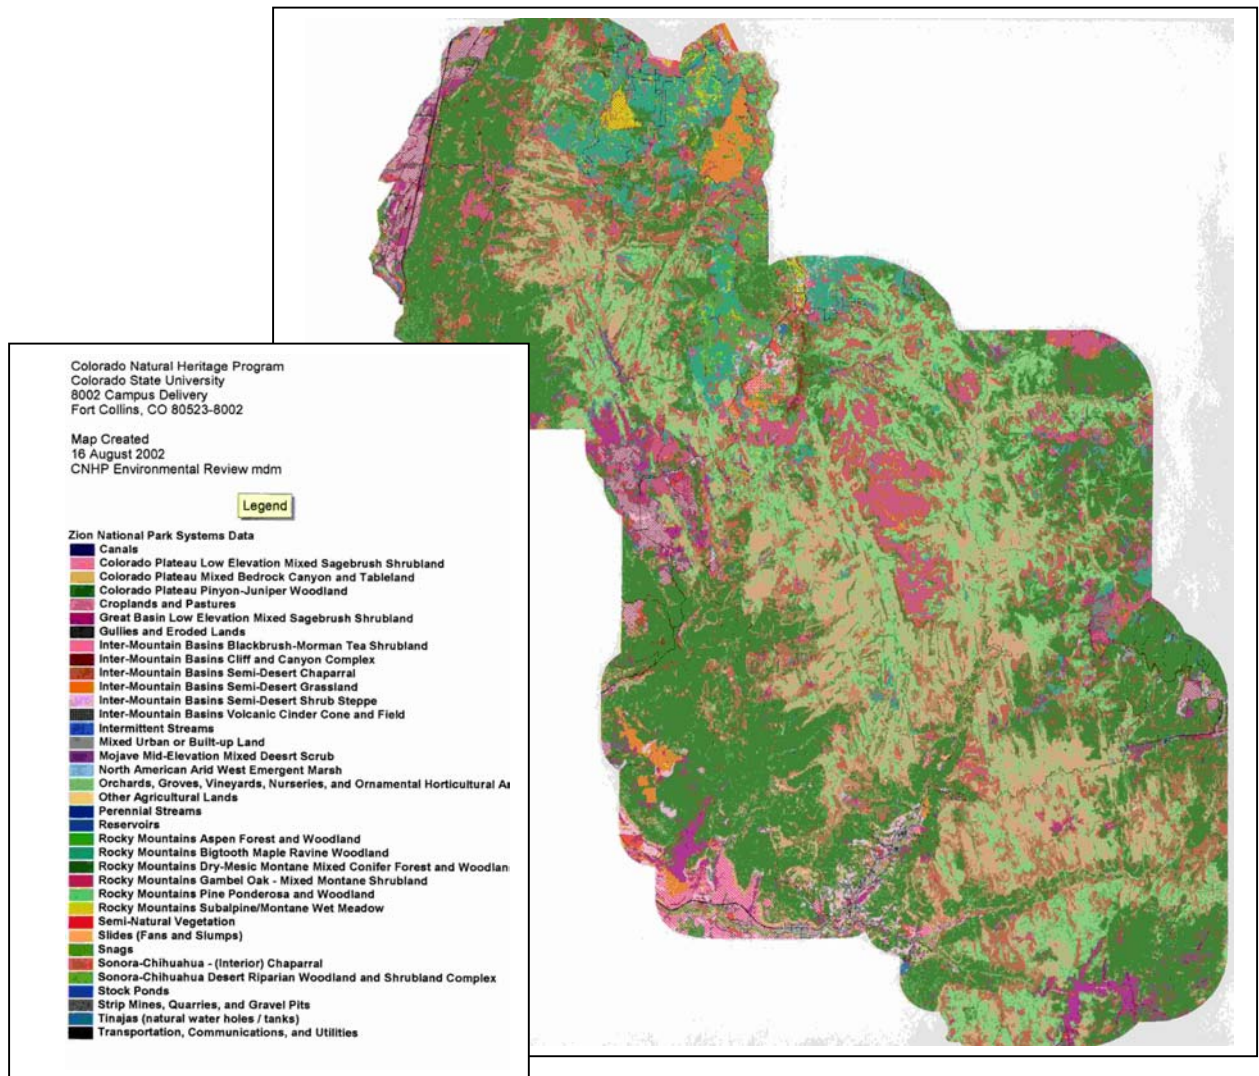 Colorado Natural Heritage Program
Colorado State University
8002 Campus Delivery
Fort Collins, CO 80523-8002
Map Created
16 August 2002
CNHP Environmental Review mdm
Legend
Zion National Park Systems Data
Canals
Colorado Plateau Low Elevation Mixed Sagebrush Shrubland
Colorado Plateau Mixed Bedrock Canyon and Tableland
Colorado Plateau Pinyon-Juniper Woodland
Croplands and Pastures
Great Basin Low Elevation Mixed Sagebrush Shrubland
Gullies and Eroded Lands
Inter-Mountain Basins Blackbrush-Morman Tea Shrubland
Inter-Mountain Basins Cliff and Canyon Complex
Inter-Mountain Basins Semi-Desert Chaparral
Inter-Mountain Basins Semi-Desert Grassland
Inter-Mountain Basins Semi-Desert Shrub Steppe
Inter-Mountain Basins Volcanic Cinder Cone and Field
Intermittent Streams
Mixed Urban or Built-up Land
Mojave Mid-Elevation Mixed Deesrt Scrub
North American Arid West Emergent Marsh
Orchards, Groves, Vineyards, Nurseries, and Ornamental Horticultural Ar
Other Agricultural Lands
Perennial Streams
Reservoirs
Rocky Mountains Aspen Forest and Woodland
Rocky Mountains Bigtooth Maple Ravine Woodland
Rocky Mountains Dry-Mesic Montane Mixed Conifer Forest and Woodlan
Rocky Mountains Gambel Oak - Mixed Montane Shrubland
Rocky Mountains Pine Ponderosa and Woodland
Rocky Mountains Subalpine/Montane Wet Meadow
Semi-Natural Vegetation
Slides (Fans and Slumps)
Snags
Sonora-Chihuahua - (Interior) Chaparral
Sonora-Chihuahua Desert Riparian Woodland and Shrubland Complex
Stock Ponds
Strip Mines, Quarries, and Gravel Pits
Tinajas (natural water holes / tanks)
Transportation, Communications, and Utilities